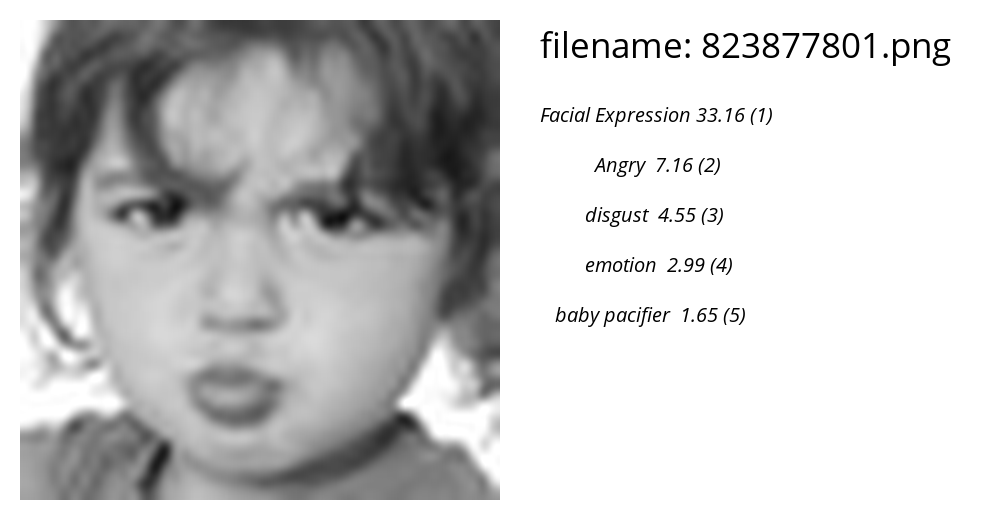 filename: 823877801.png
Facial Expression 33.16 (1)
Angry 7.16 (2)
disgust 4.55 (3)
emotion 2.99 (4)
baby pacifier 1.65 (5)